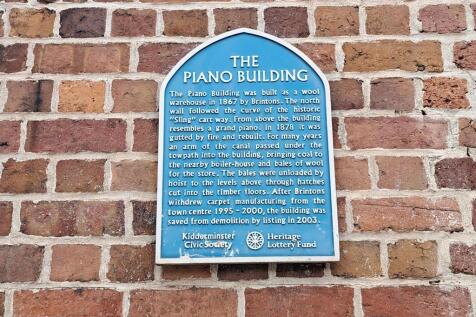 THE
PIANO BUILDING
The Piano Building was built as a wool
warehouse in 1867 by Brintons. The north
wall followed the curve of the historic
"Sling" cart way. From above the building
resembles a grand piano. In 1878 it was
gutted by fire and rebuilt. For many years
an arm of the canal passed under the
towpath into the building, bringing coal to
the nearby boiler-house and bales of wool
for the store. The bales were unloaded by
hoist to the levels above through hatches
cut into the timber floors. After Brintons
withdrew carpet manufacturing from the
town centre 1995 - 2000, the building was
saved from demolition by listing in 2003.
Kidderminster Heritage
Civic Society Lottery Fund